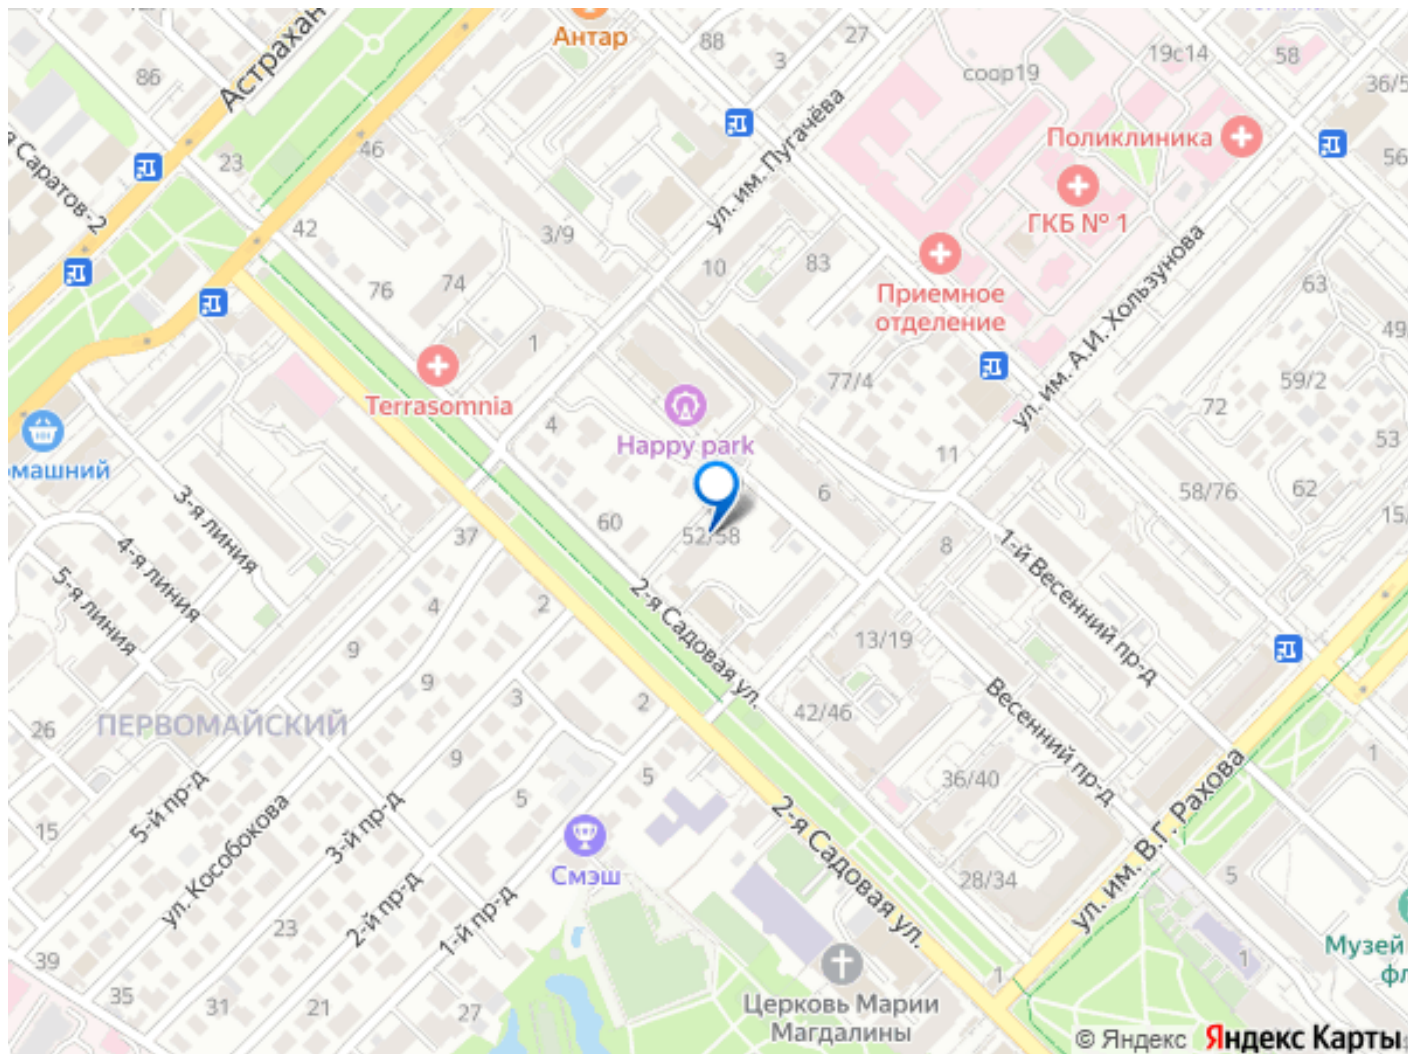 Антар
88
3
27
соор19
19с14
58
36/5
86
Астрахан
я Саратов-2
23
46
ул. им. Пугачёва
Поликлиника
56
ГКБ № 1
42
3/9
10
83
76
74
1
Приемное
отделение
ул. им. А.И. Хользунова
63
49
59/2
77/4
72
53
Terrasomnia
4
Happy park
11
омашний
3-я линия
4-я линия
5-я линия
58/76
62
15/
6
60
52/58
37
8
1-й Весенний пр-д
2-я Садовая ул.
4
2
9
9
13/19
ПЕРВОМАЙСКИЙ
26
3
2
42/46
Весенний пр-д
36/40
ул. им. В.Г. Рахова
1
9
5
5
5-й пр-д
15
ул. Кособокова
3-й пр-д
2-й пр-д
1-й пр-д
Смэш
2-я Садовая ул.
28/34
5
1
Музей
фл
39
23
35
31
21
27
Церковь Марии
Магдалины
1
© Яндекс Яндекс Карты